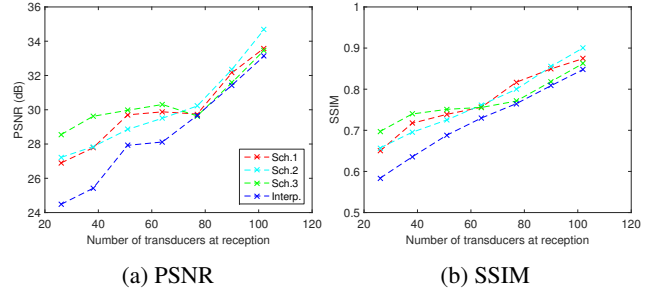 36
34
32
30
28
26
24
PSNR (dB)
20 40 60 80 100 120
Number of transducers at reception
Sch.1
Sch.2
Sch.3
Interp.
(a) PSNR
1
0.9
0.8
0.7
0.6
0.5
SSIM
20 40 60 80 100 120
Number of transducers at reception
(b) SSIM